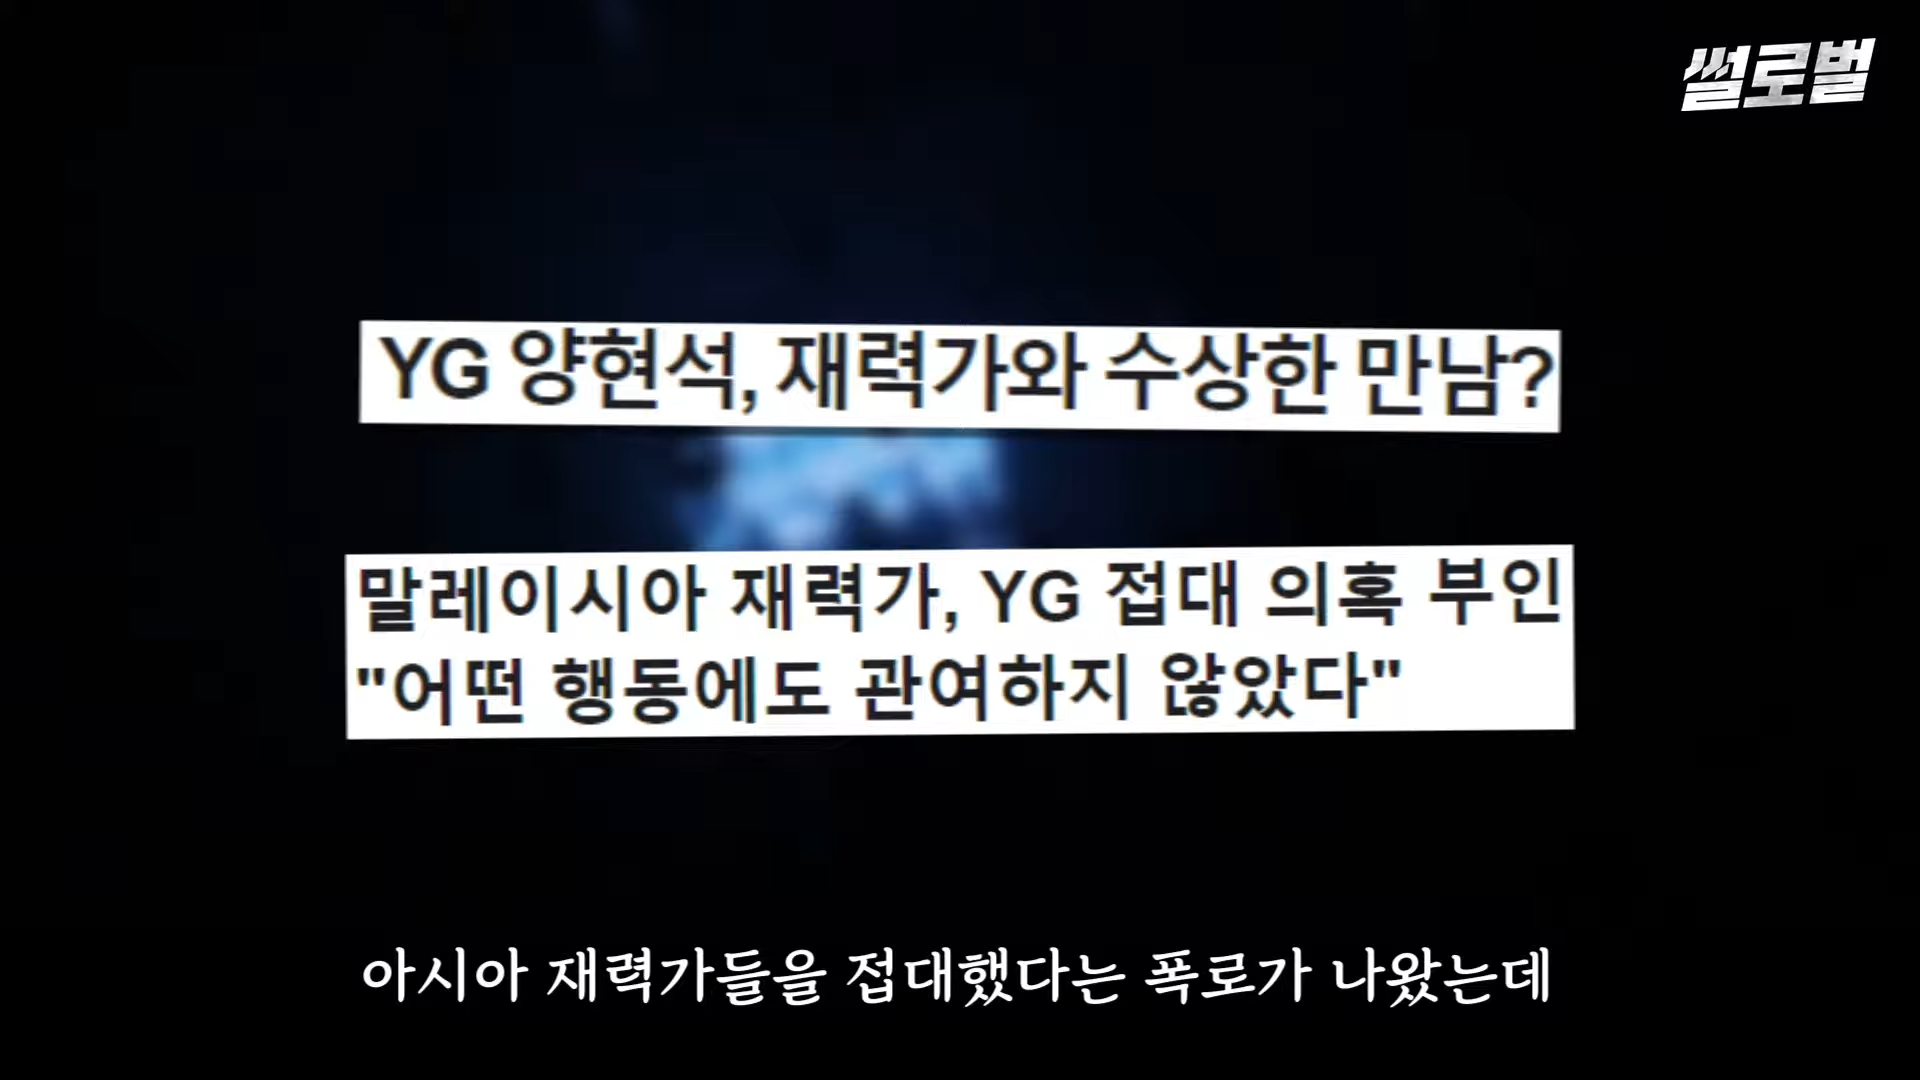 썰로벌
YG 양현석, 재력가와 수상한 만남?
말레이시아 재력가, YG 접대 의혹 부인
"어떤 행동에도 관여하지 않았다"
아시아 재력가들을 접대했다는 폭로가 나왔는데